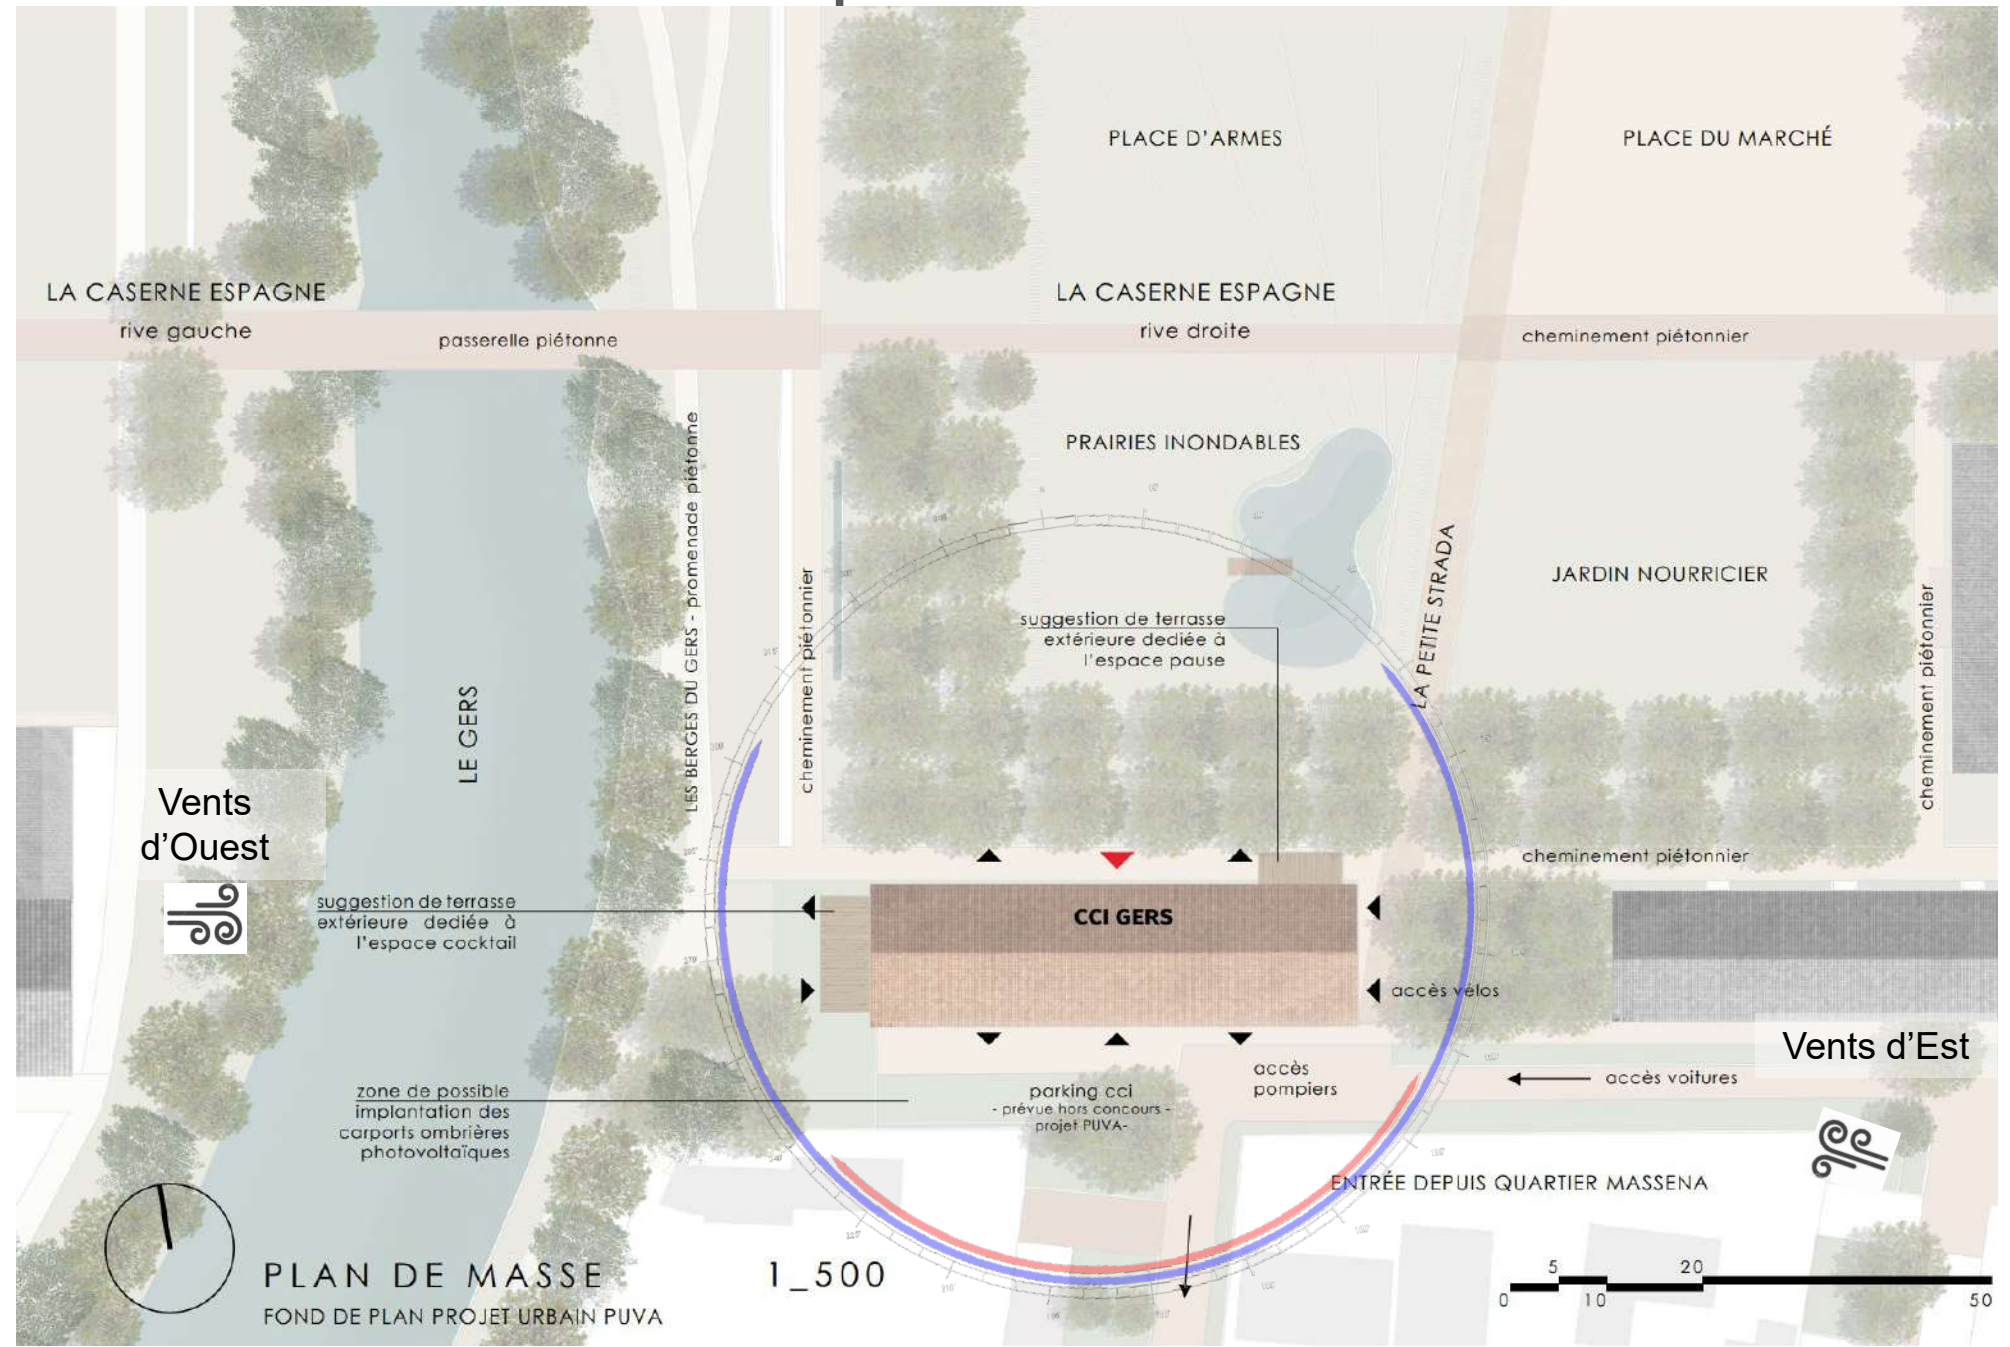 PLACE D'ARMES
PLACE DU MARCHÉ
LA CASERNE ESPAGNE
rive gauche
passerelle piétonne
LA CASERNE ESPAGNE
rive droite
cheminement piétonnier
LES BERGES DU GERS - promenade piétonne
PRAIRIES INONDABLES
cheminement piétonnier
suggestion de terrasse
extérieure dediée à
l'espace pause
LA PETITE STRADA
JARDIN NOURRICIER
cheminement piétonnier
LE GERS
Vents
d'Ouest
cheminement piétonnier
suggestion de terrasse
extérieure dediée à
l'espace cocktail
CCI GERS
accès vélos
Vents d'Est
zone de possible
implantation des
carports ombrières
photovoltaïques
parking cci
- prévue hors concours -
projet PUVA-
accès
pompiers
accès voitures
ENTRÉE DEPUIS QUARTIER MASSENA
PLAN DE MASSE
1_500
FOND DE PLAN PROJET URBAIN PUVA
0 5 10 20 50